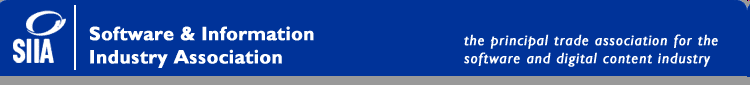 SIIA
Software & Information
Industry Association
the principal trade association for the
software and digital content industry